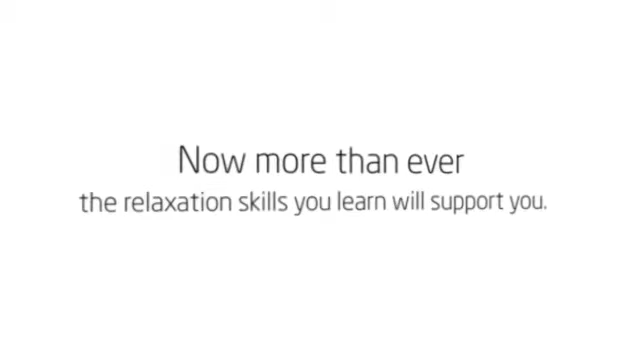 Now more than ever
the relaxation skills you learn will support you.